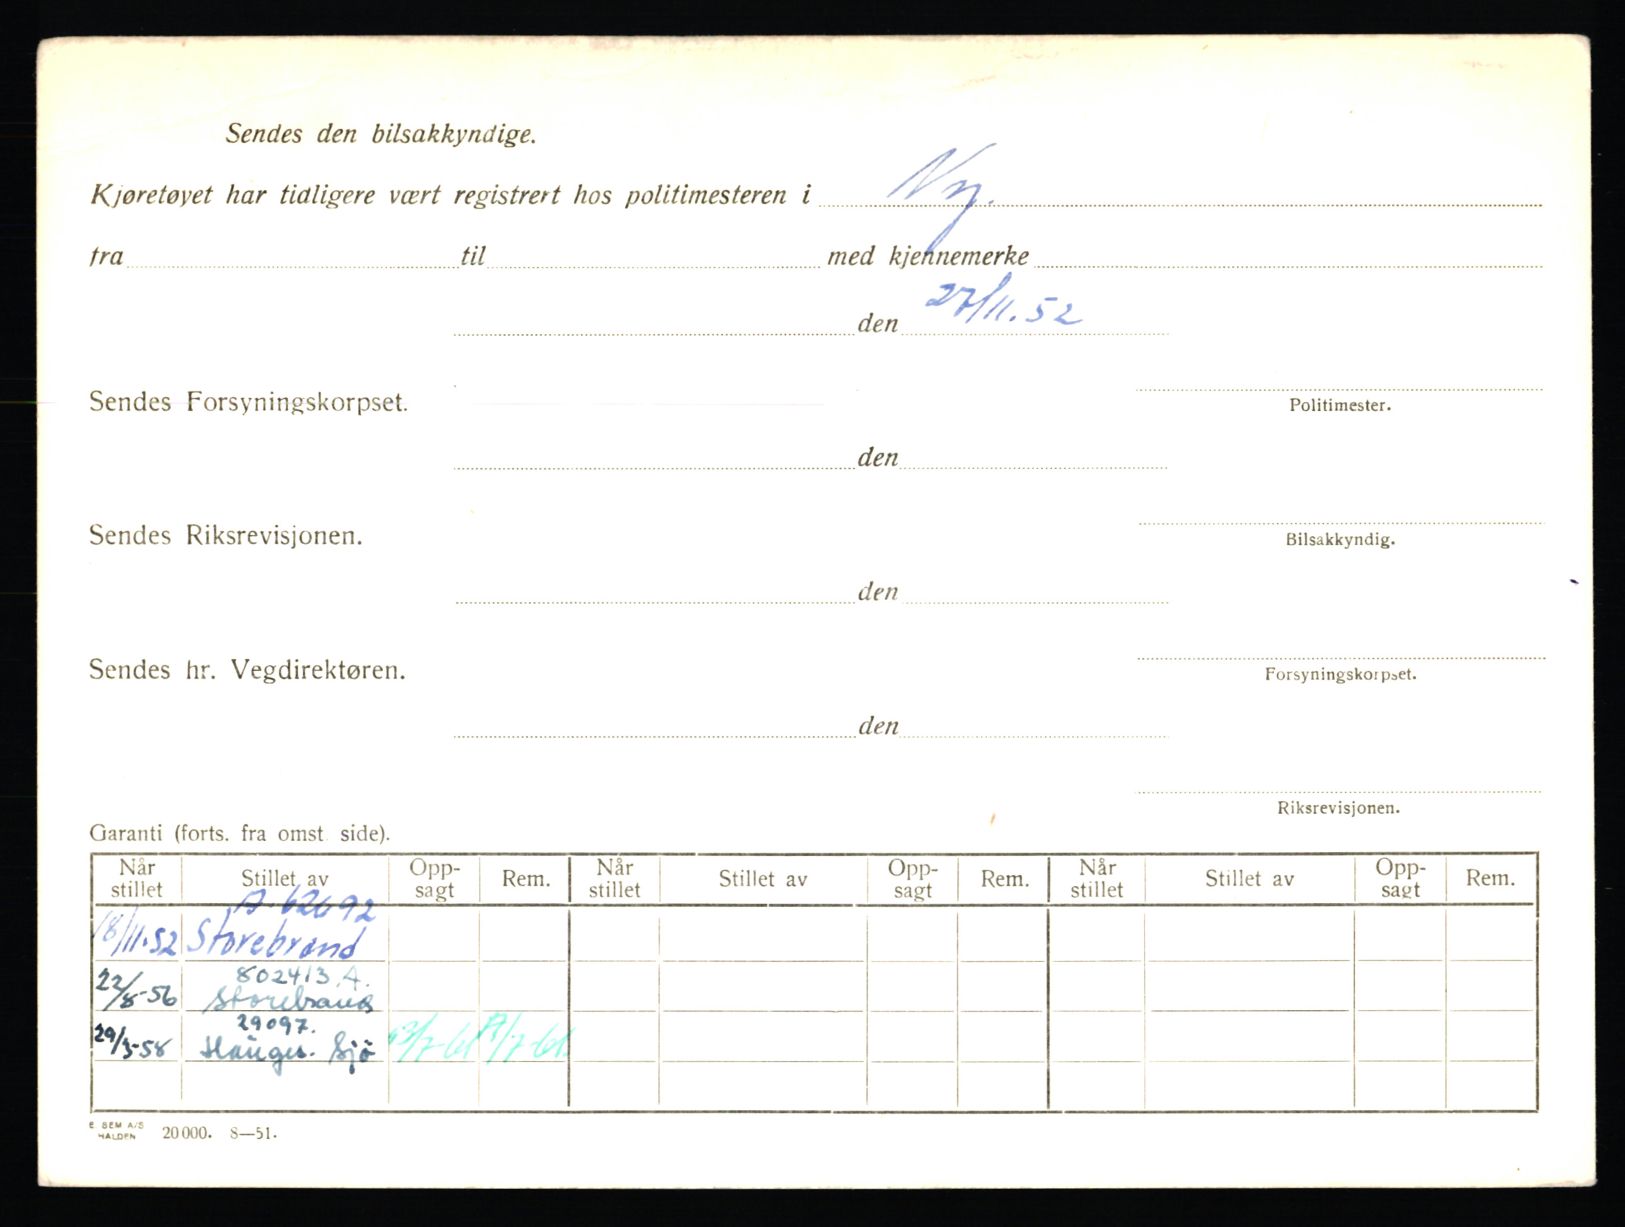 Sendes den bilsakkyndige.
Kjøretøyet har tidligere vært registrert hos politimesteren i Ny.
fra til med kjennemerke
den 27/11.52
Sendes Forsyningskorpset.
Politimester.
den
Sendes Riksrevisjonen.
Bilsakkyndig.
den
Sendes hr. Vegdirektøren.
Forsyningskorpset.
den
Riksrevisjonen.
Garanti (forts. fra omst. side).
Når stillet Stillet av Opp-sagt Rem. Når stillet Stillet av Opp-sagt Rem. Når stillet Stillet av Opp-sagt Rem.
A. 62692
18/11.52 Storebrand
802413.A.
22/8-56 Storebrand
29097.
29/3-58 Hauges. Sjø /7-61 /7-61
E. SEM A/S
HALDEN 20000. 8—51.